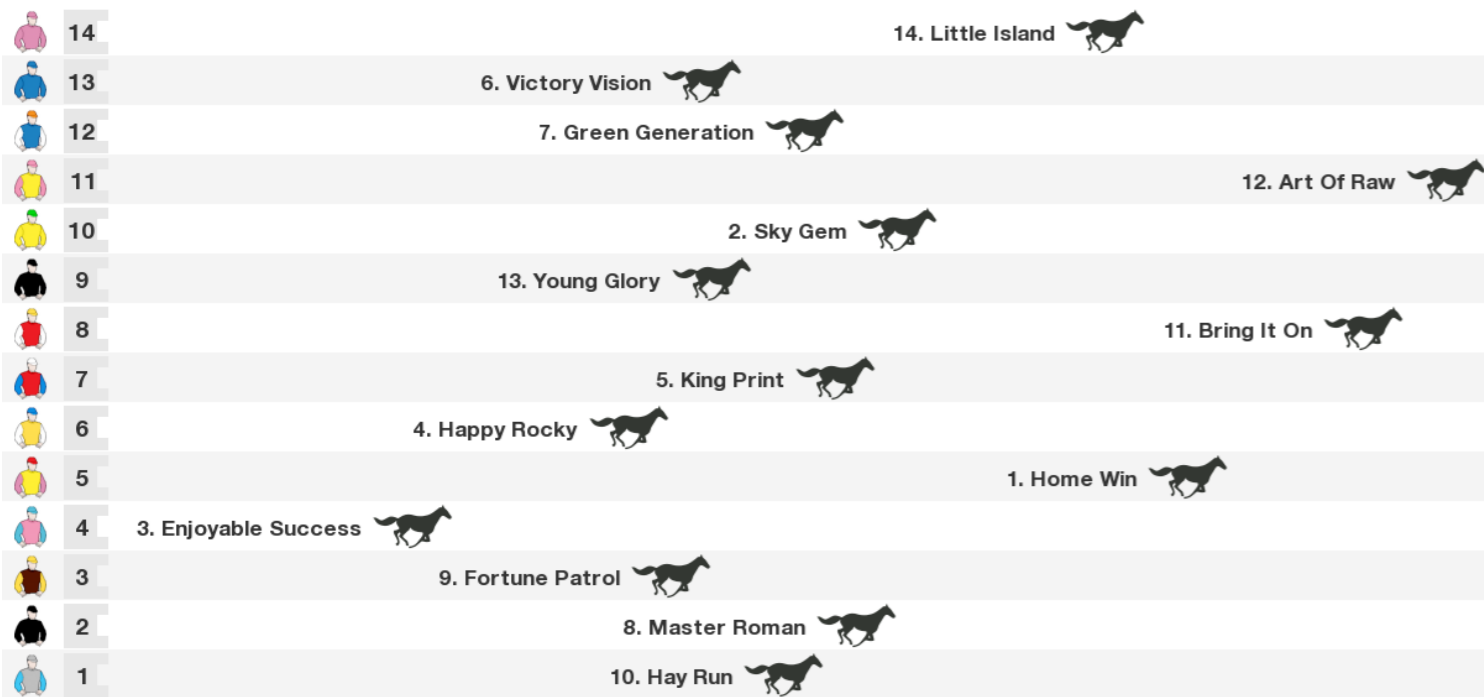 14 14. Little Island
13 6. Victory Vision
12 7. Green Generation
11 12. Art Of Raw
10 2. Sky Gem
9 13. Young Glory
8 11. Bring It On
7 5. King Print
6 4. Happy Rocky
5 1. Home Win
4 3. Enjoyable Success
3 9. Fortune Patrol
2 8. Master Roman
1 10. Hay Run